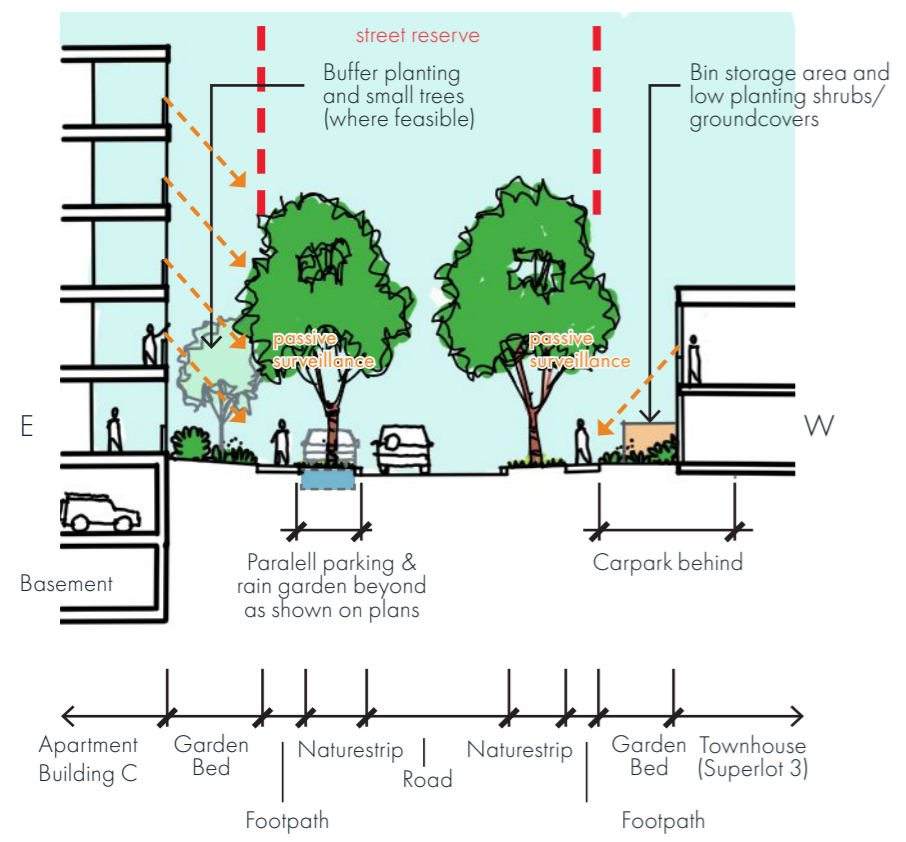 street reserve
Buffer planting
and small trees
(where feasible)
Bin storage area and
low planting shrubs/
groundcovers
passive
surveillance
passive
surveillance
E
W
Basement
Paralell parking &
rain garden beyond
as shown on plans
Carpark behind
Apartment
Building C
Garden
Bed
Footpath
Naturestrip
Road
Naturestrip
Footpath
Garden
Bed
Townhouse
(Superlot 3)